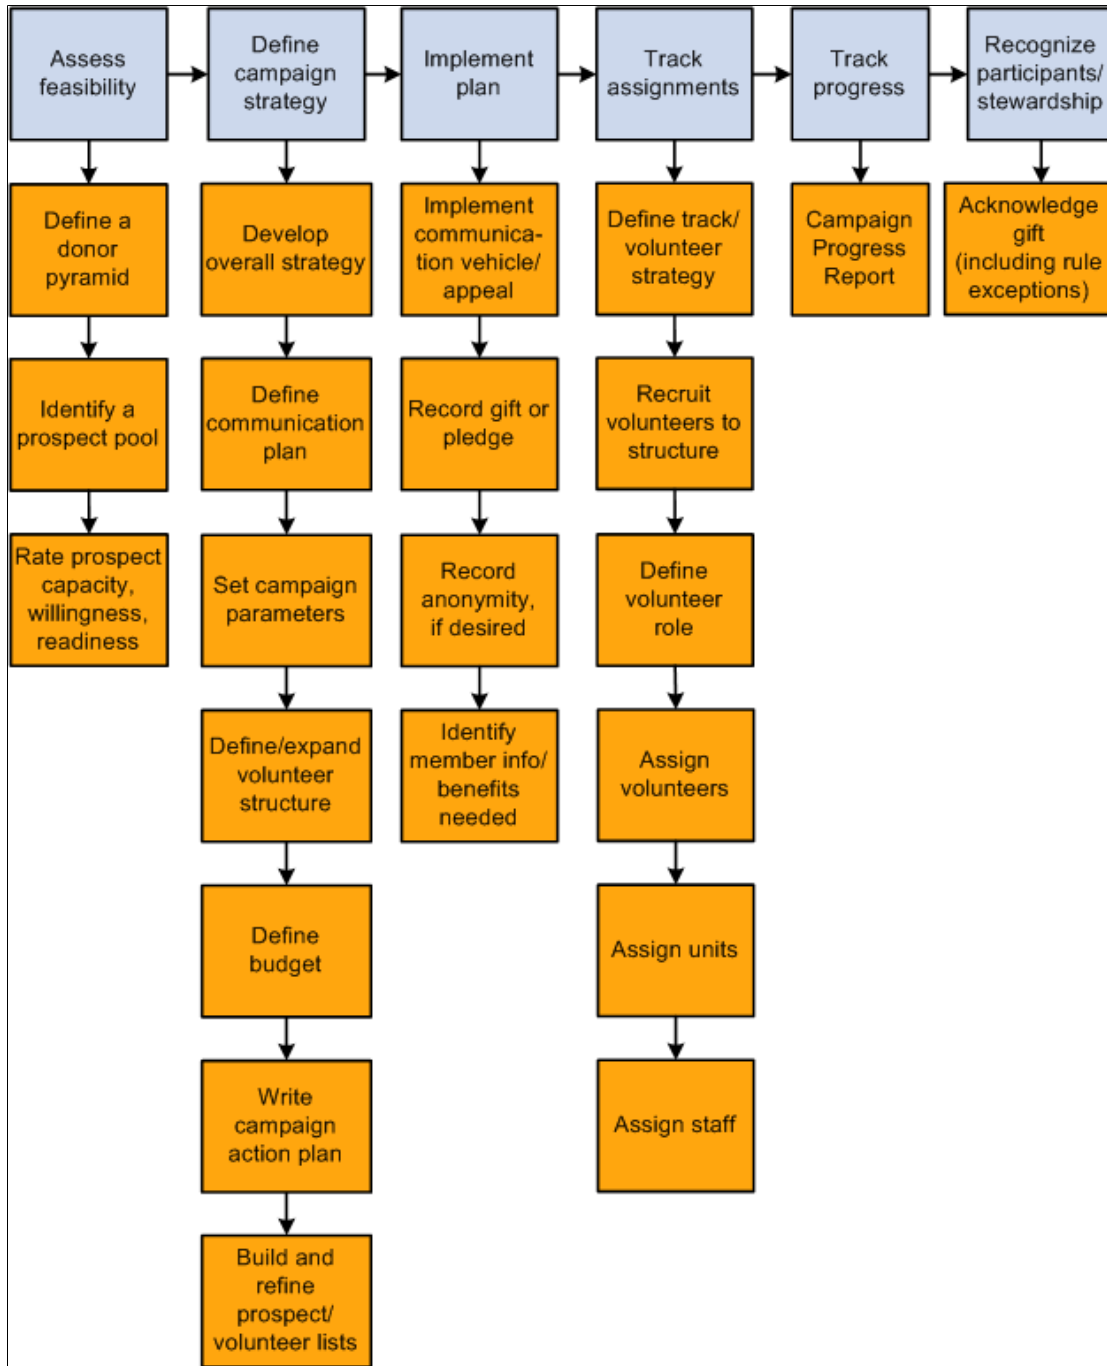 Assess
feasibility
Define
campaign
strategy
Implement
plan
Track
assignments
Track
progress
Recognize
participants/
stewardship
Define a
donor
pyramid
Identify a
prospect pool
Rate prospect
capacity,
willingness,
readiness
Develop
overall strategy
Define
communication
plan
Set campaign
parameters
Define/expand
volunteer
structure
Define
budget
Write
campaign
action plan
Build and
refine
prospect/
volunteer lists
Implement
communica-
tion vehicle/
appeal
Record gift or
pledge
Record
anonymity,
if desired
Identify
member info/
benefits
needed
Define track/
volunteer
strategy
Recruit
volunteers to
structure
Define
volunteer
role
Assign
volunteers
Assign units
Assign staff
Campaign
Progress
Report
Acknowledge
gift
(including rule
exceptions)